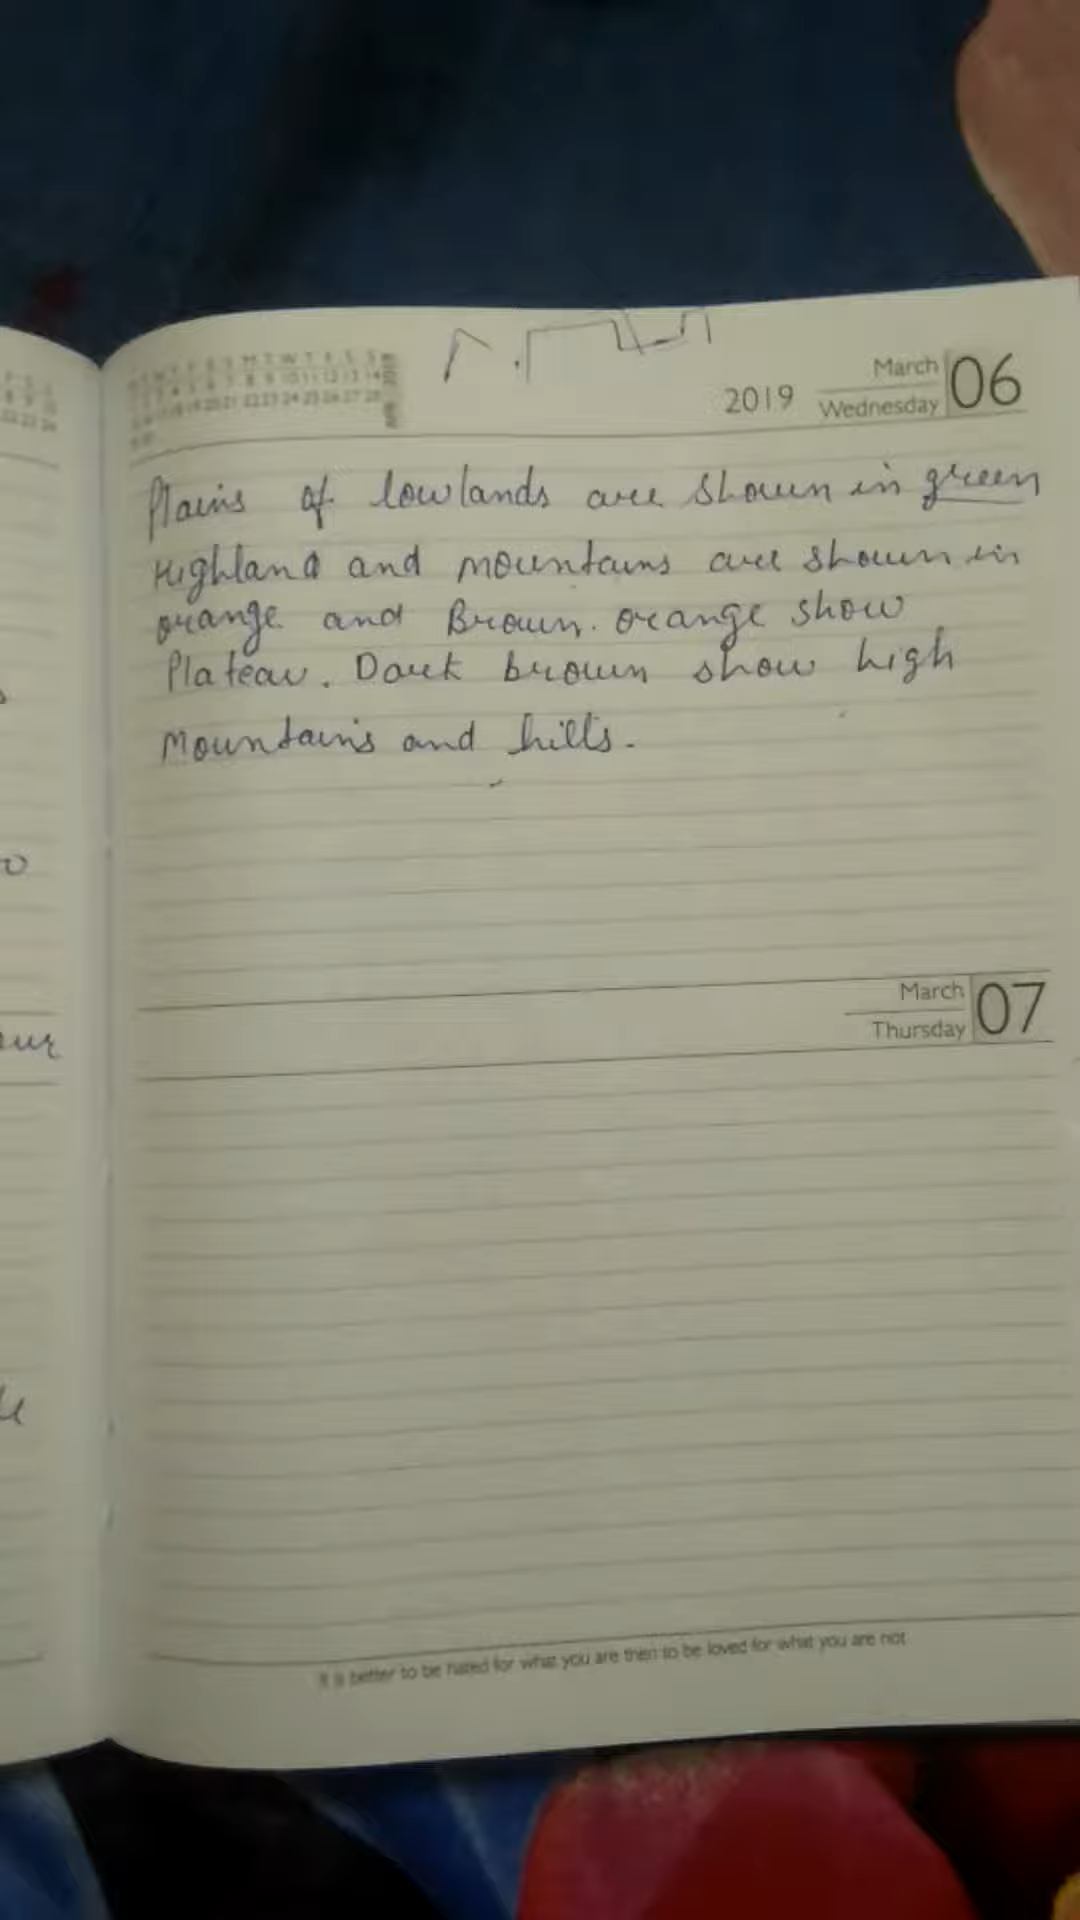 2019 March Wednesday 06
Plains of lowlands are shown in green
Highland and mountains are shown in
orange and Brown. orange show
Plateau. Dark brown show high
Mountains and hills.
March Thursday 07
It is better to be hated for what you are then to be loved for what you are not